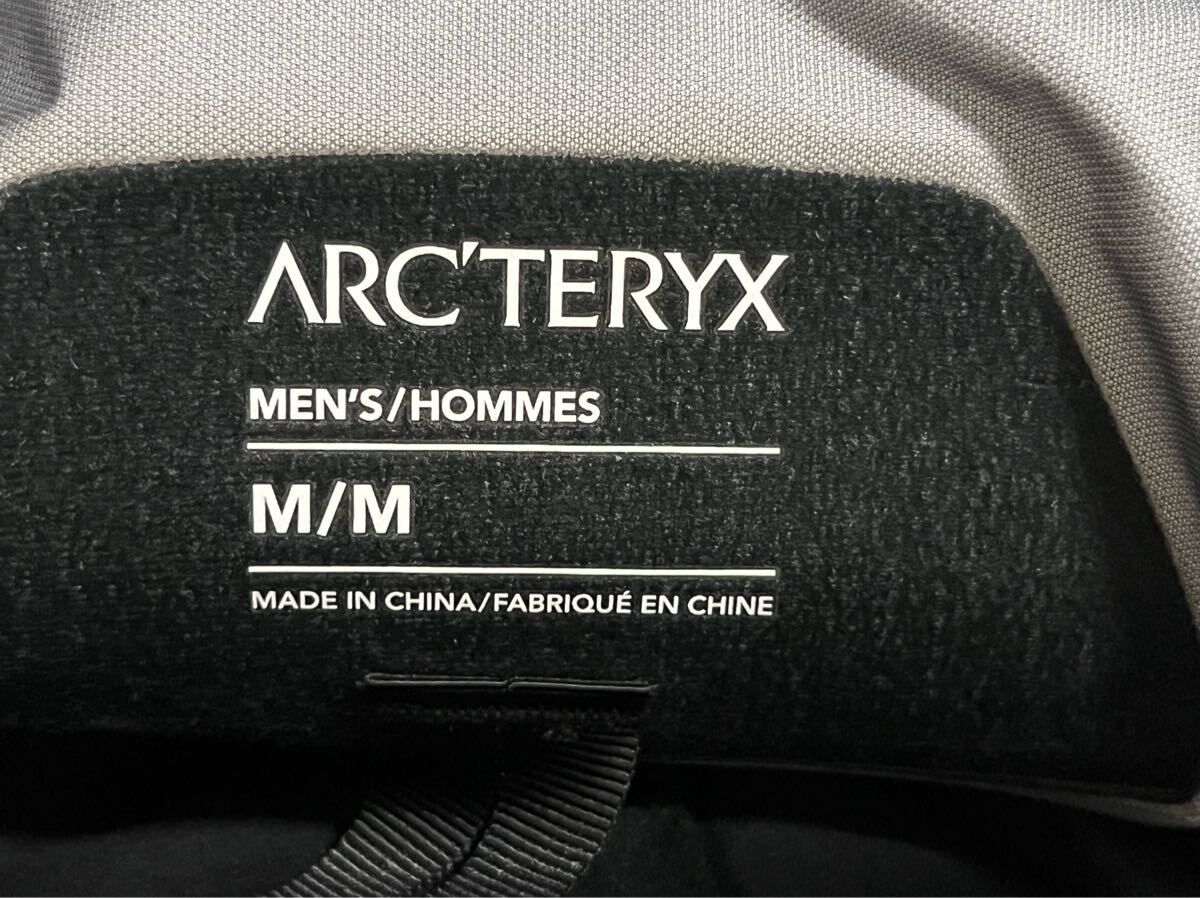 ARC'TERYX
MEN'S/HOMMES
M/M
MADE IN CHINA/FABRIQUÉ EN CHINE